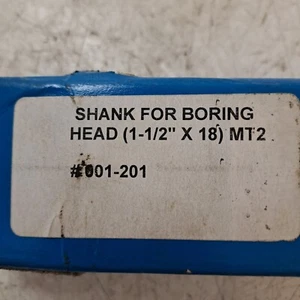 SHANK FOR BORING
HEAD (1-1/2" X 18) MT2
#001-201